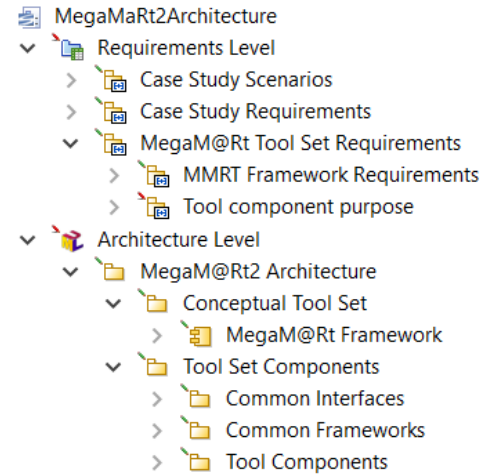 MegaMaRt2Architecture
Requirements Level
Case Study Scenarios
Case Study Requirements
MegaM@Rt Tool Set Requirements
MMRT Framework Requirements
Tool component purpose
Architecture Level
MegaM@Rt2 Architecture
Conceptual Tool Set
MegaM@Rt Framework
Tool Set Components
Common Interfaces
Common Frameworks
Tool Components